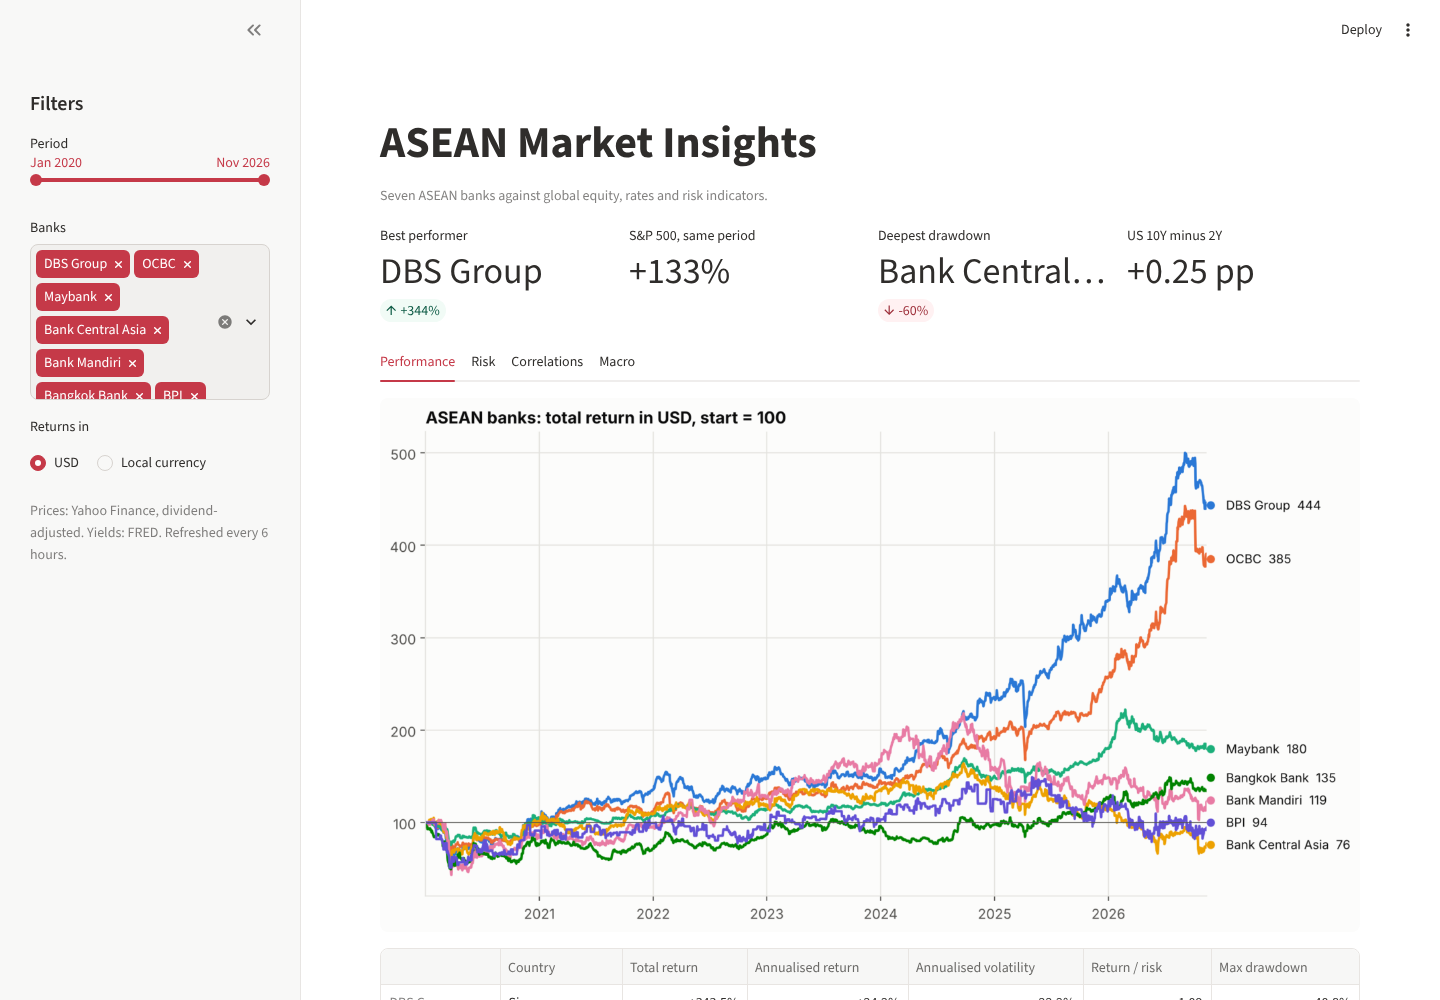 Deploy
Filters
Period
Jan 2020 Nov 2026
Banks
DBS Group OCBC
Maybank
Bank Central Asia
Bank Mandiri
Bangkok Bank BPI
Returns in
USD Local currency
Prices: Yahoo Finance, dividend-
adjusted. Yields: FRED. Refreshed every 6
hours.
ASEAN Market Insights
Seven ASEAN banks against global equity, rates and risk indicators.
Best performer
DBS Group
+344%
S&P 500, same period
+133%
Deepest drawdown
Bank Central…
-60%
US 10Y minus 2Y
+0.25 pp
Performance Risk Correlations Macro
ASEAN banks: total return in USD, start = 100
500
400
300
200
100
DBS Group 444
OCBC 385
Maybank 180
Bangkok Bank 135
Bank Mandiri 119
BPI 94
Bank Central Asia 76
2021 2022 2023 2024 2025 2026
Country Total return Annualised return Annualised volatility Return / risk Max drawdown